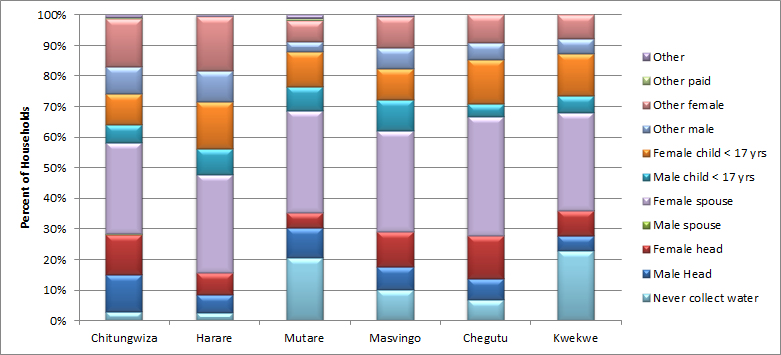 Percent of Households
100%
90%
80%
70%
60%
50%
40%
30%
20%
10%
0%
Chitungwiza Harare Mutare Masvingo Chegutu Kwekwe
Other
Other paid
Other female
Other male
Female child < 17 yrs
Male child < 17 yrs
Female spouse
Male spouse
Female head
Male Head
Never collect water